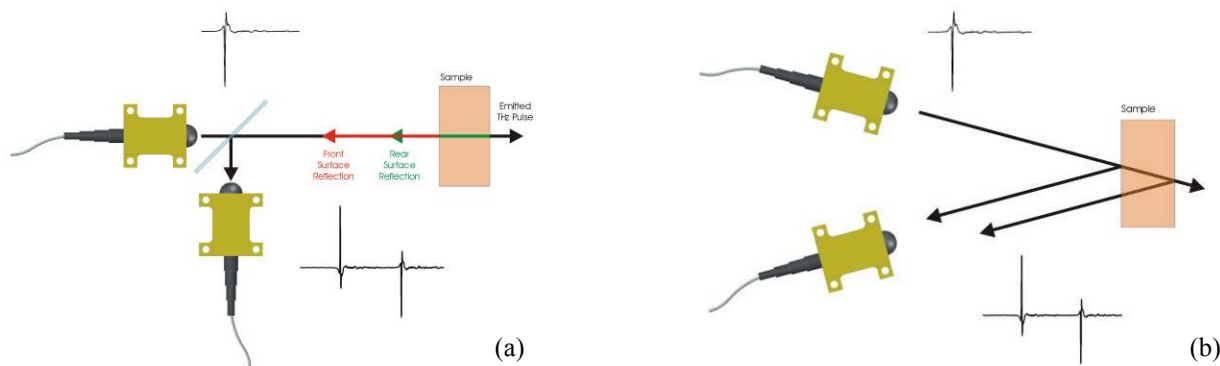 Sample
Emitted
THz Pulse
Front
Surface
Reflection
Rear
Surface
Reflection
(a)
Sample
(b)